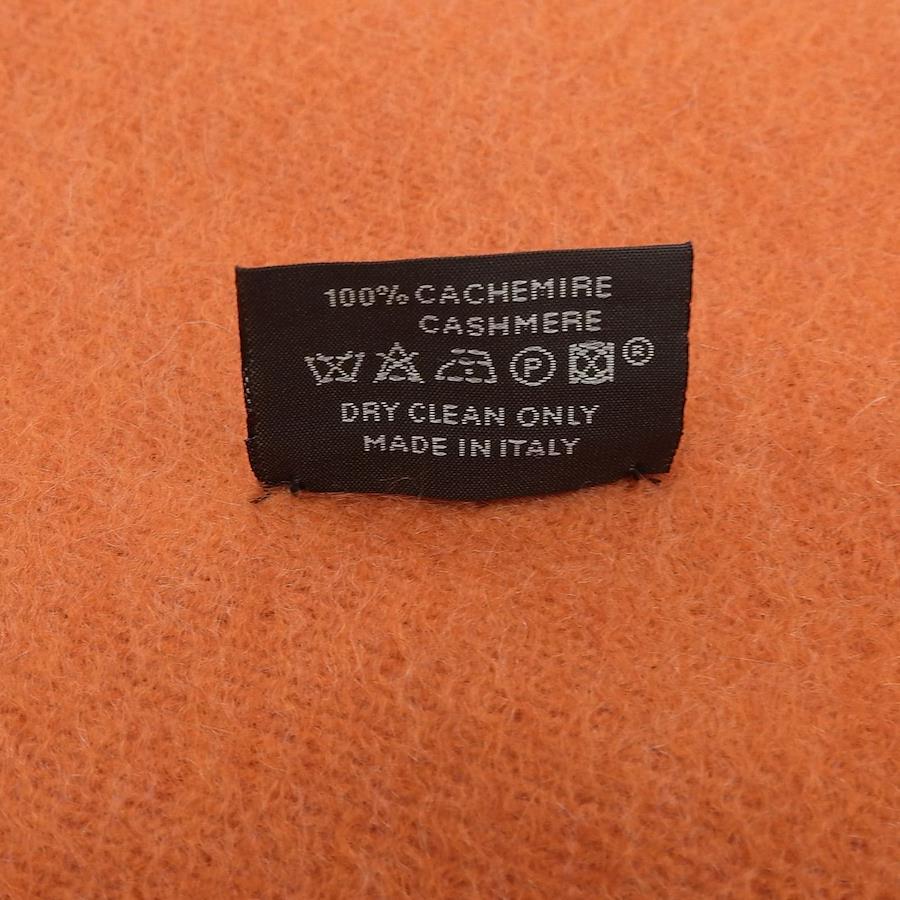 100% CACHEMIRE
CASHMERE
P ®
DRY CLEAN ONLY
MADE IN ITALY